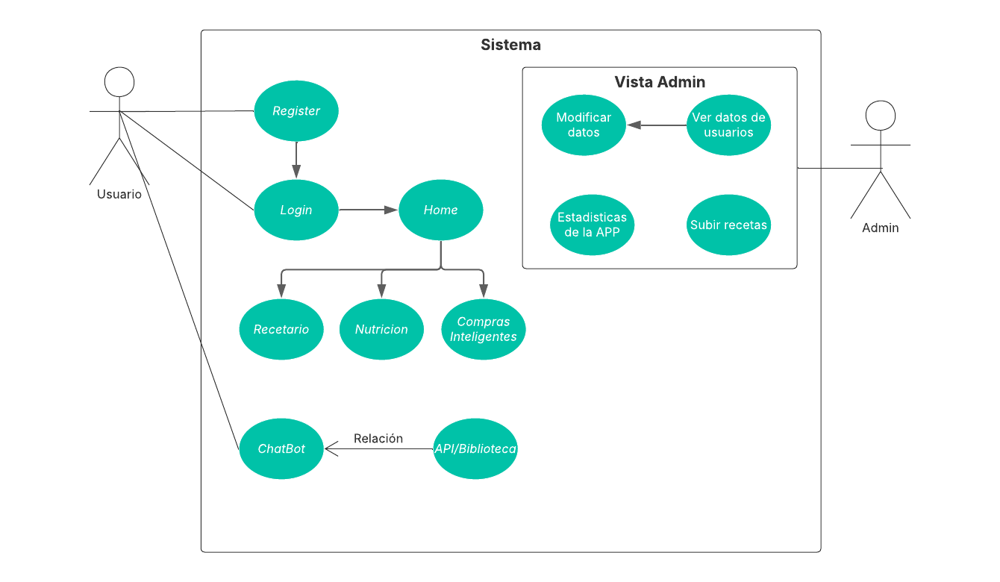 Sistema
Vista Admin
Register
Modificar
datos
Ver datos de
usuarios
Usuario
Login
Home
Estadisticas
de la APP
Subir recetas
Admin
Recetario
Nutricion
Compras
Inteligentes
ChatBot
Relación
API/Biblioteca